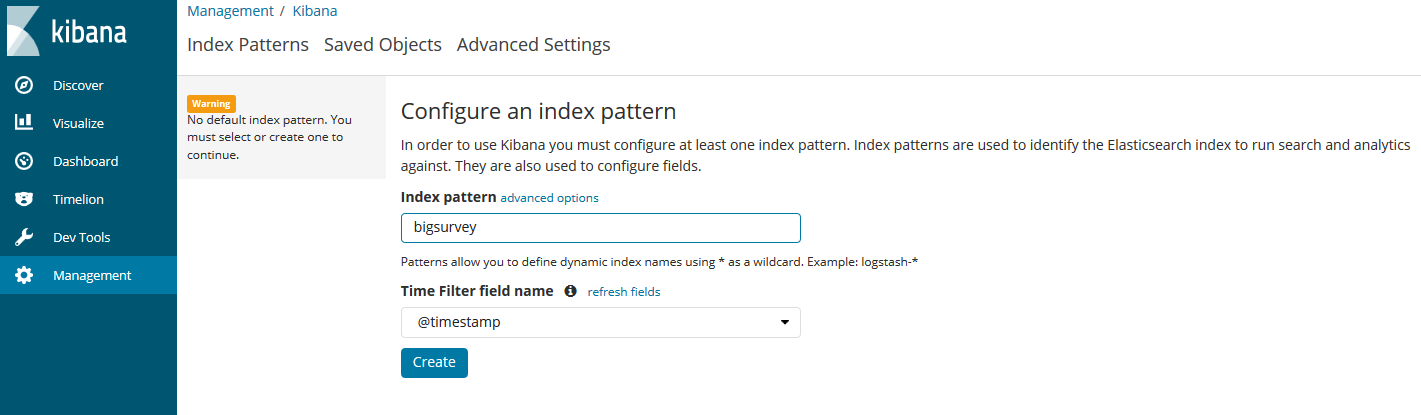 kibana
Discover
Visualize
Dashboard
Timelion
Dev Tools
Management
Management / Kibana
Index Patterns Saved Objects Advanced Settings
Warning
No default index pattern. You
must select or create one to
continue.
Configure an index pattern
In order to use Kibana you must configure at least one index pattern. Index patterns are used to identify the Elasticsearch index to run search and analytics
against. They are also used to configure fields.
Index pattern advanced options
bigsurvey
Patterns allow you to define dynamic index names using * as a wildcard. Example: logstash-*
Time Filter field name refresh fields
@timestamp
Create